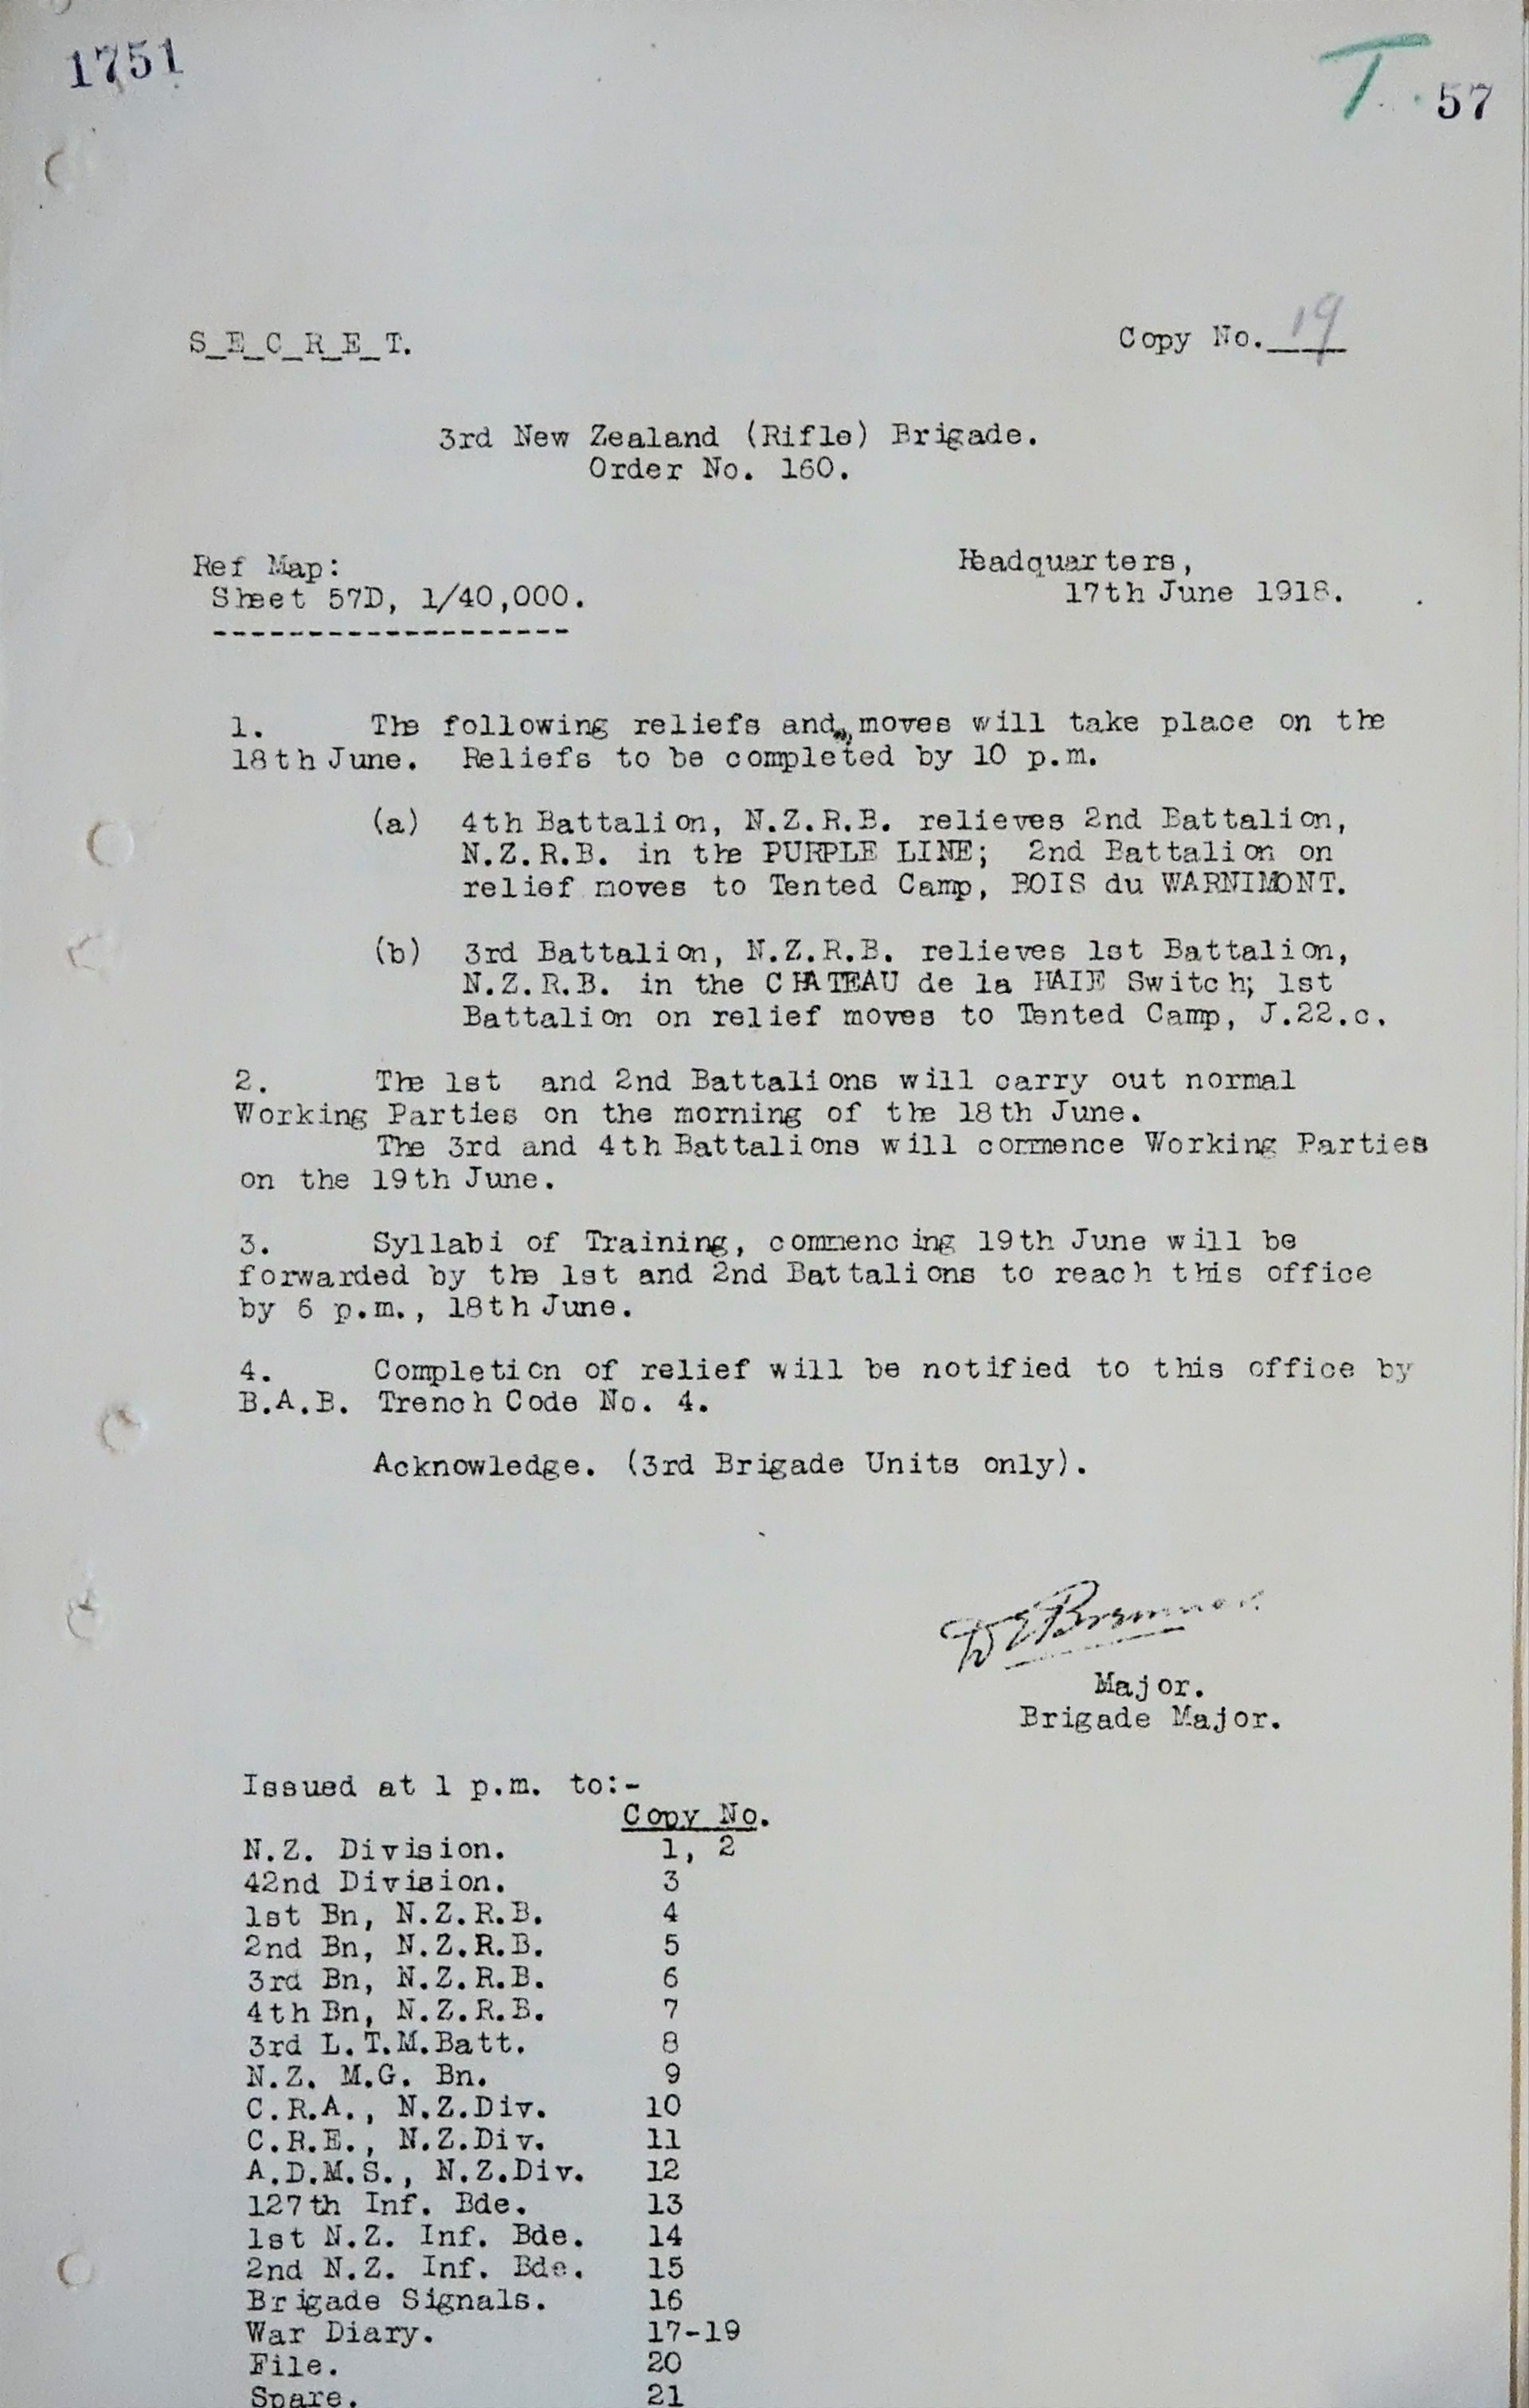 1751
T. 57
S_E_C_R_E_T.
Copy No. 19
3rd New Zealand (Rifle) Brigade.
Order No. 160.
Ref Map:
Sheet 57D, 1/40,000.
--------------------
Headquarters,
17th June 1918.
1. The following reliefs and moves will take place on the
18th June. Reliefs to be completed by 10 p.m.
(a) 4th Battalion, N.Z.R.B. relieves 2nd Battalion,
N.Z.R.B. in the PURPLE LINE; 2nd Battalion on
relief moves to Tented Camp, BOIS du WARNIMONT.
(b) 3rd Battalion, N.Z.R.B. relieves 1st Battalion,
N.Z.R.B. in the CHATEAU de la HAIE Switch; 1st
Battalion on relief moves to Tented Camp, J.22.c.
2. The 1st and 2nd Battalions will carry out normal
Working Parties on the morning of the 18th June.
The 3rd and 4th Battalions will commence Working Parties
on the 19th June.
3. Syllabi of Training, commencing 19th June will be
forwarded by the 1st and 2nd Battalions to reach this office
by 6 p.m., 18th June.
4. Completion of relief will be notified to this office by
B.A.B. Trench Code No. 4.
Acknowledge. (3rd Brigade Units only).
Major.
Brigade Major.
Issued at 1 p.m. to:-
Copy No.
N.Z. Division. 1, 2
42nd Division. 3
1st Bn, N.Z.R.B. 4
2nd Bn, N.Z.R.B. 5
3rd Bn, N.Z.R.B. 6
4th Bn, N.Z.R.B. 7
3rd L.T.M.Batt. 8
N.Z. M.G. Bn. 9
C.R.A., N.Z.Div. 10
C.R.E., N.Z.Div. 11
A.D.M.S., N.Z.Div. 12
127th Inf. Bde. 13
1st N.Z. Inf. Bde. 14
2nd N.Z. Inf. Bde. 15
Brigade Signals. 16
War Diary. 17-19
File. 20
Spare. 21